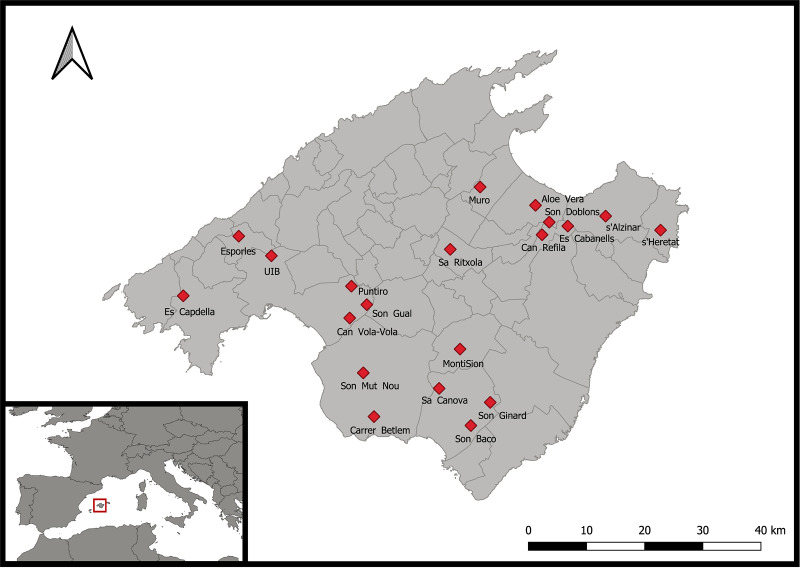 Muro
Aloe Vera
Son Doblons
s'Alzinar
Es Cabanells
Can Refila
s'Heretat
Esporles
UIB
Sa Ritxola
Es Capdella
Puntiro
Son Gual
Can Vola-Vola
MontiSion
Son Mut Nou
Sa Canova
Son Ginard
Carrer Betlem
Son Baco
0 10 20 30 40 km